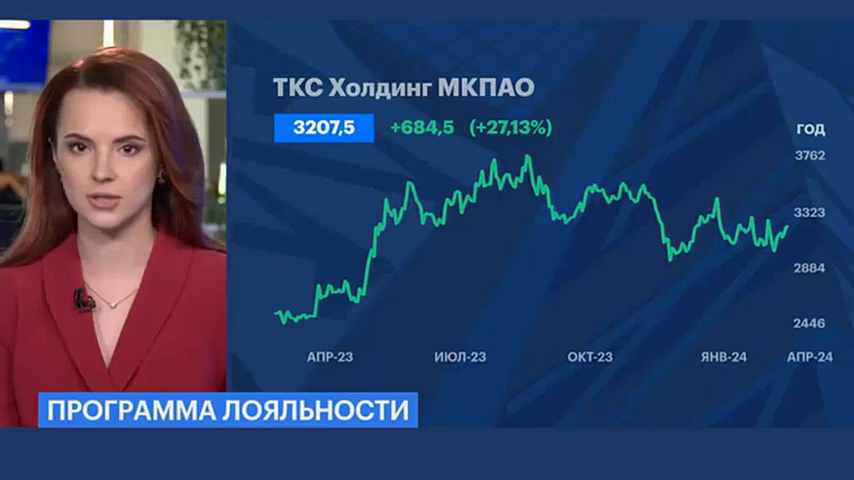 ТКС Холдинг МКПАО
3207,5 +684,5 (+27,13%)
ГОД
3762
3323
2884
2446
АПР-23 ИЮЛ-23 ОКТ-23 ЯНВ-24 АПР-24
ПРОГРАММА ЛОЯЛЬНОСТИ